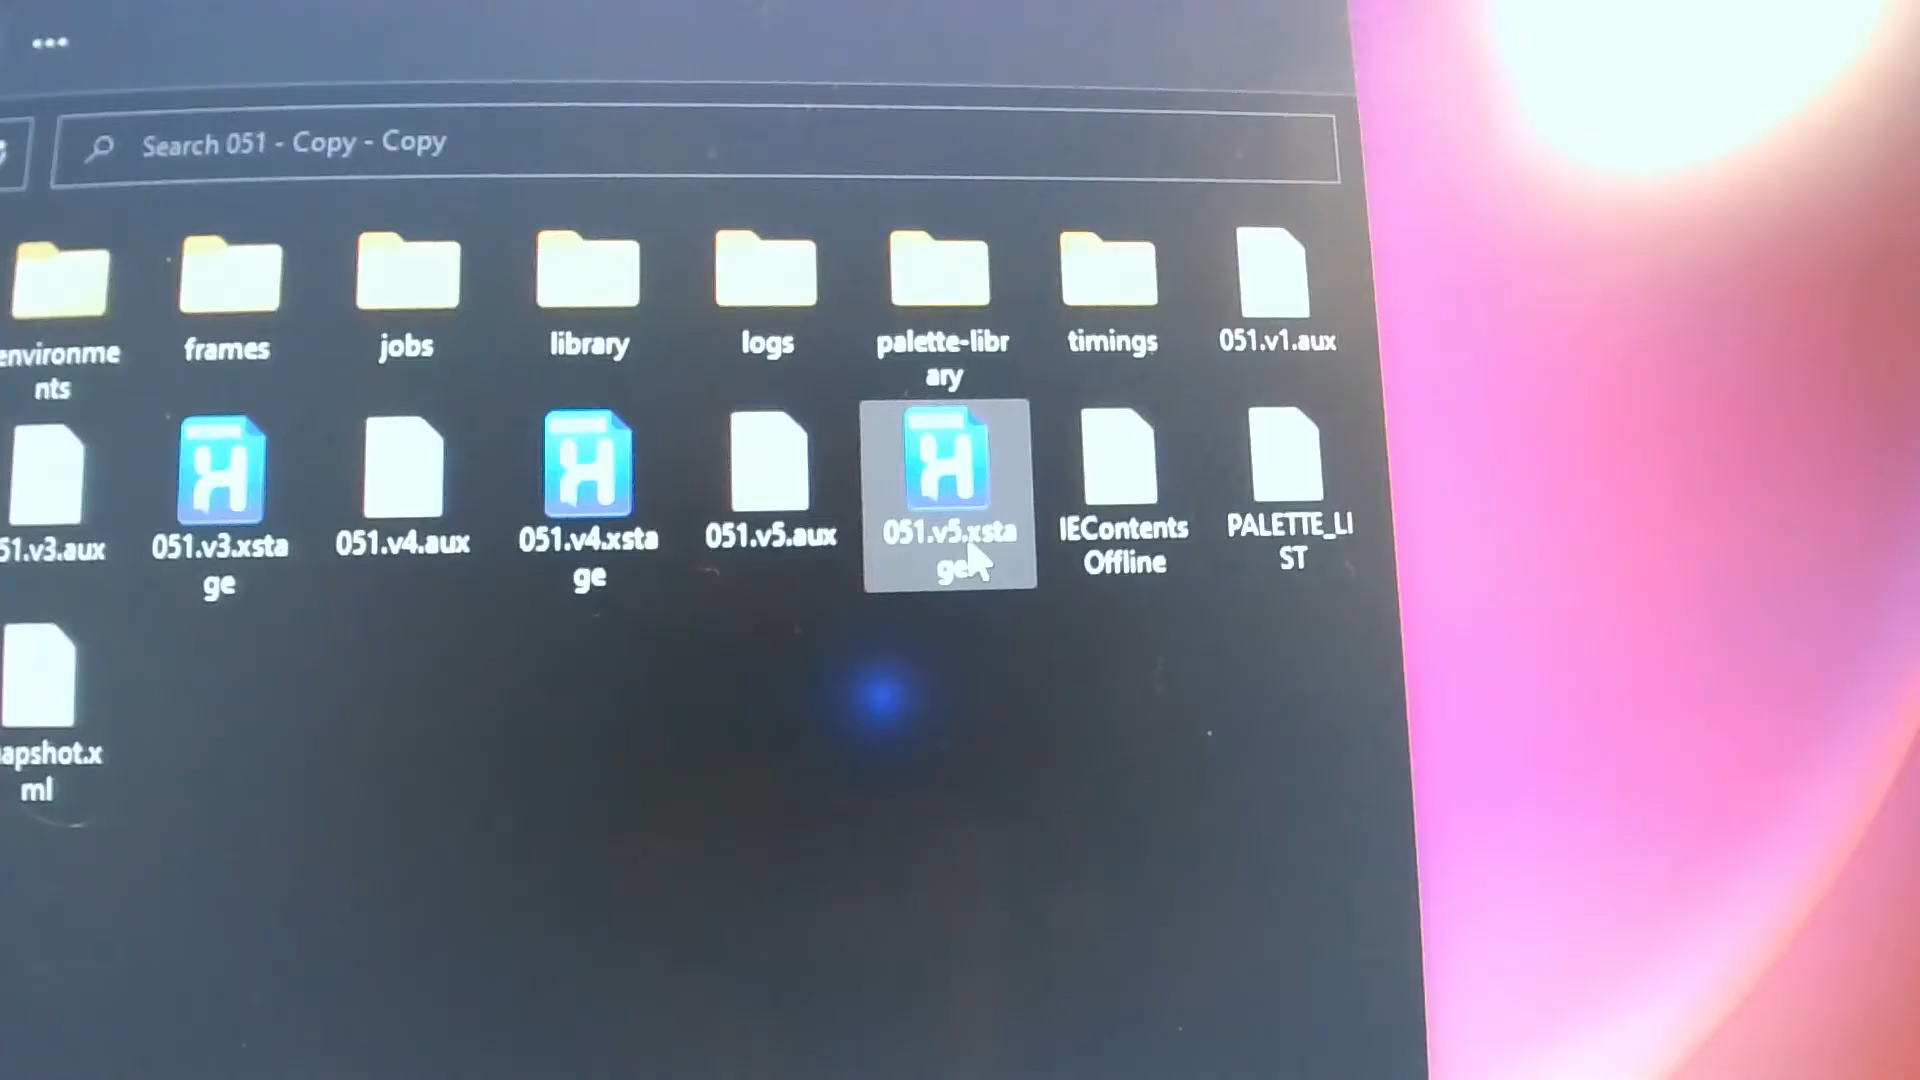 Search 051 - Copy - Copy
environme
nts
frames
jobs
library
logs
palette-libr
ary
timings
051.v1.aux
51.v3.aux
051.v3.xsta
ge
051.v4.aux
051.v4.xsta
ge
051.v5.aux
051.v5.xsta
ge
IEContents
Offline
PALETTE_LI
ST
apshot.x
ml